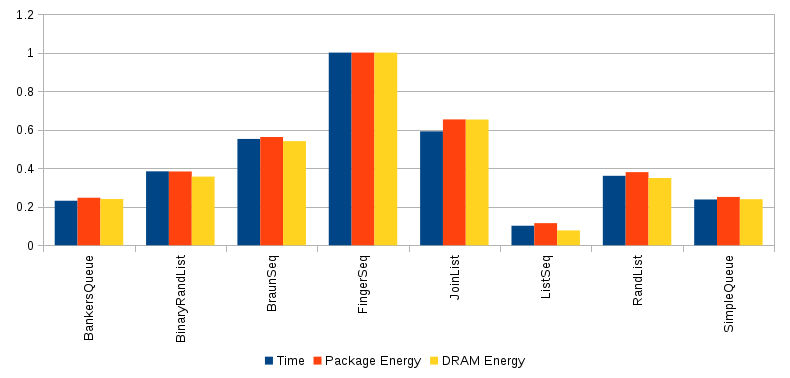 1.2
1
0.8
0.6
0.4
0.2
0
BankersQueue
BinaryRandList
BraunSeq
FingerSeq
JoinList
ListSeq
RandList
SimpleQueue
Time Package Energy DRAM Energy